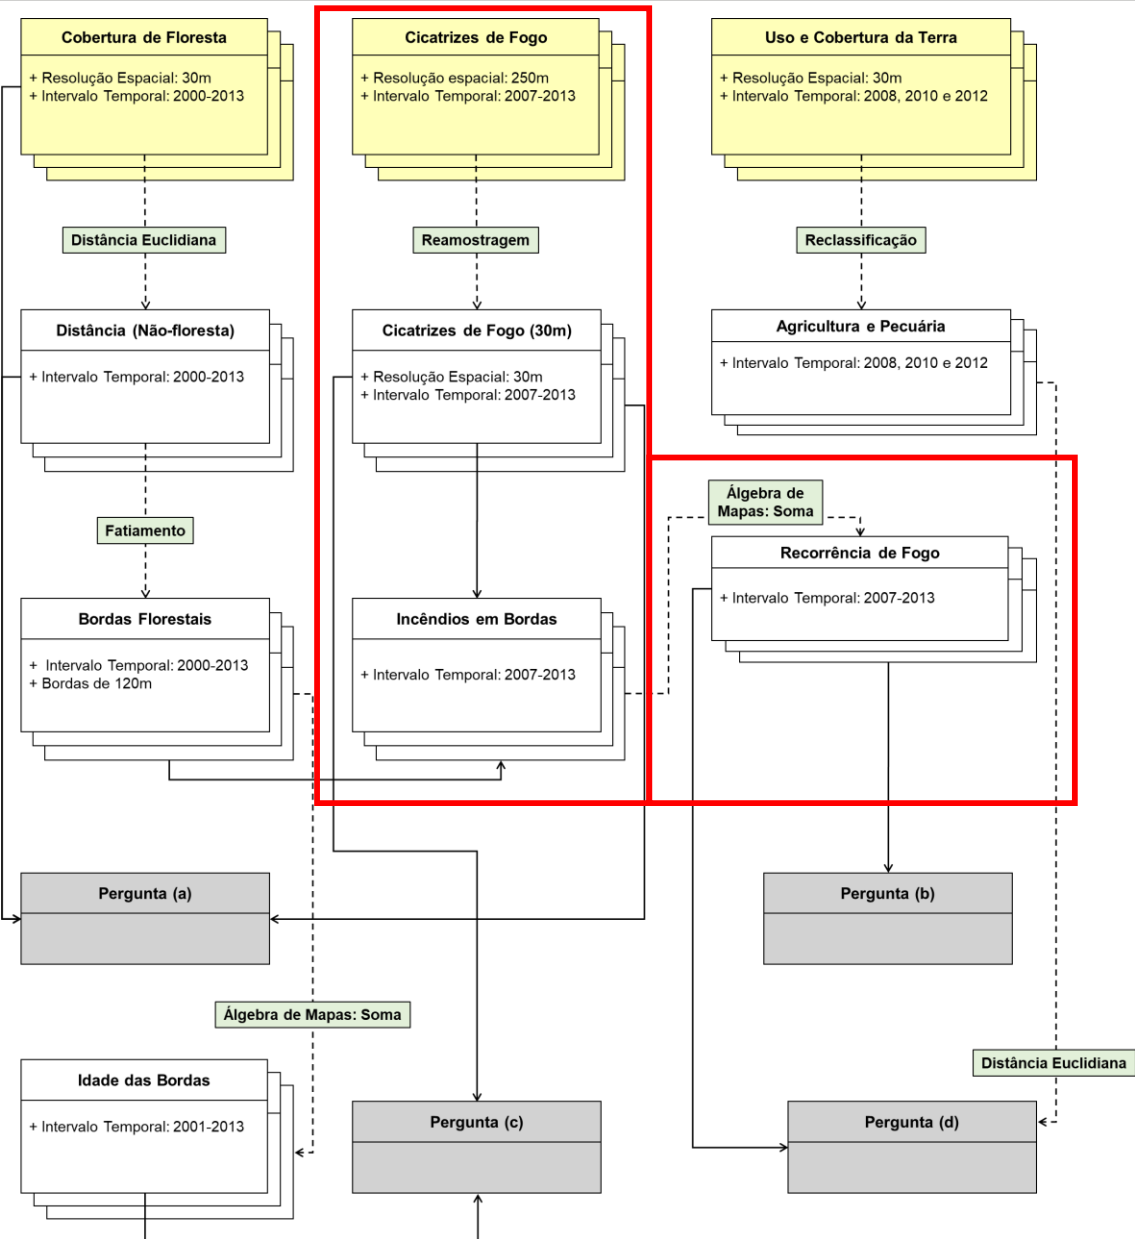 Cobertura de Floresta
+ Resolução Espacial: 30m
+ Intervalo Temporal: 2000-2013
Cicatrizes de Fogo
+ Resolução espacial: 250m
+ Intervalo Temporal: 2007-2013
Uso e Cobertura da Terra
+ Resolução Espacial: 30m
+ Intervalo Temporal: 2008, 2010 e 2012
Distância Euclidiana
Reamostragem
Reclassificação
Distância (Não-floresta)
+ Intervalo Temporal: 2000-2013
Cicatrizes de Fogo (30m)
+ Resolução Espacial: 30m
+ Intervalo Temporal: 2007-2013
Agricultura e Pecuária
+ Intervalo Temporal: 2008, 2010 e 2012
Fatiamento
Álgebra de
Mapas: Soma
Bordas Florestais
+ Intervalo Temporal: 2000-2013
+ Bordas de 120m
Incêndios em Bordas
+ Intervalo Temporal: 2007-2013
Recorrência de Fogo
+ Intervalo Temporal: 2007-2013
Pergunta (a)
Pergunta (b)
Álgebra de Mapas: Soma
Distância Euclidiana
Idade das Bordas
+ Intervalo Temporal: 2001-2013
Pergunta (c)
Pergunta (d)